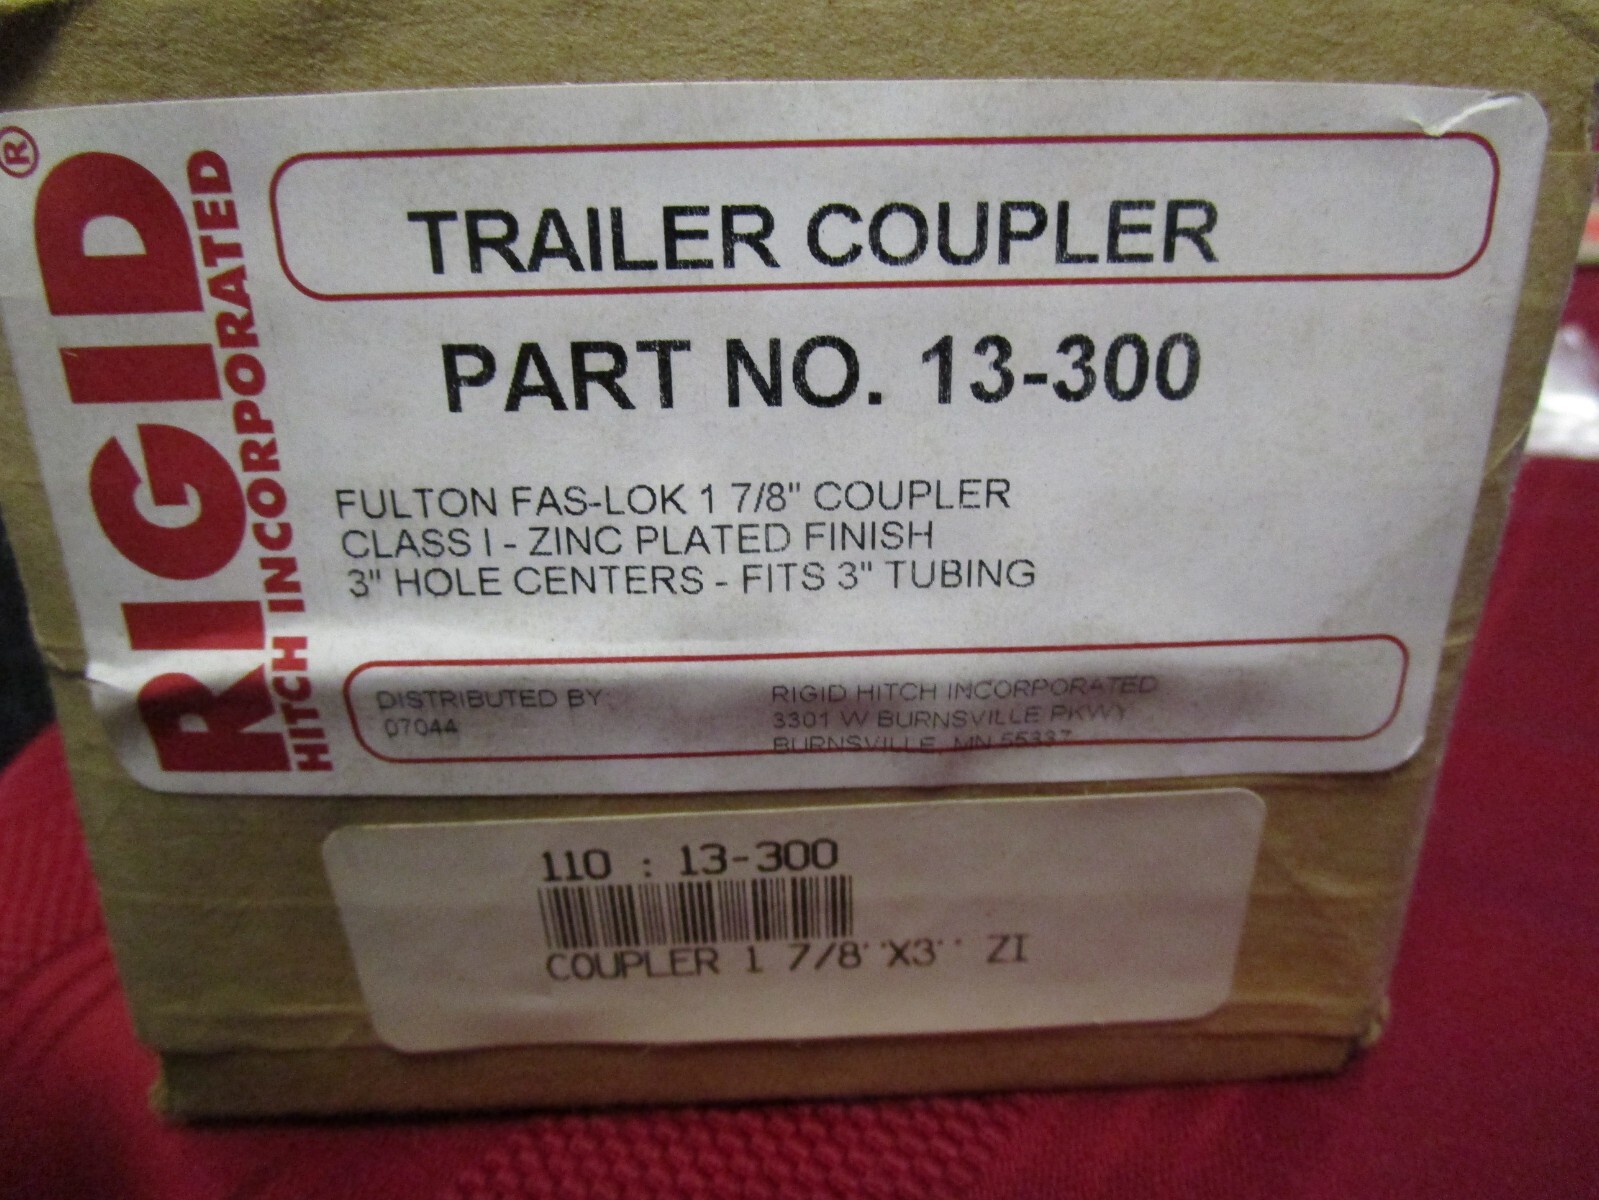 RIGID®
HITCH INCORPORATED
TRAILER COUPLER
PART NO. 13-300
FULTON FAS-LOK 1 7/8" COUPLER
CLASS I - ZINC PLATED FINISH
3" HOLE CENTERS - FITS 3" TUBING
DISTRIBUTED BY:
07044
RIGID HITCH INCORPORATED
3301 W BURNSVILLE PKWY
BURNSVILLE, MN 55337
110 : 13-300
COUPLER 1 7/8''X3'' ZI